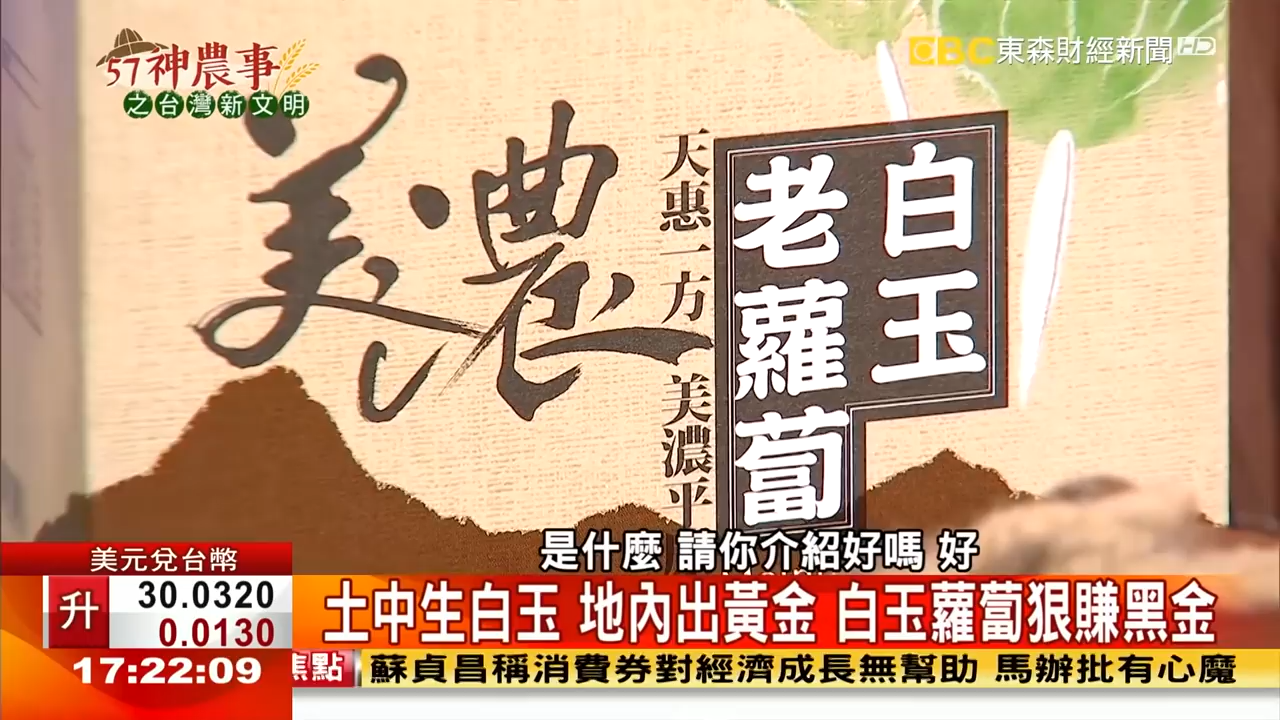 57神農事
之台灣新文明
EBC東森財經新聞HD
美濃
天惠一方 美濃平
白玉
老蘿蔔
是什麼 請你介紹好嗎 好
美元兌台幣
升 30.0320
0.0130
土中生白玉 地內出黃金 白玉蘿蔔狠賺黑金
17:22:09
焦點 蘇貞昌稱消費券對經濟成長無幫助 馬辦批有心魔